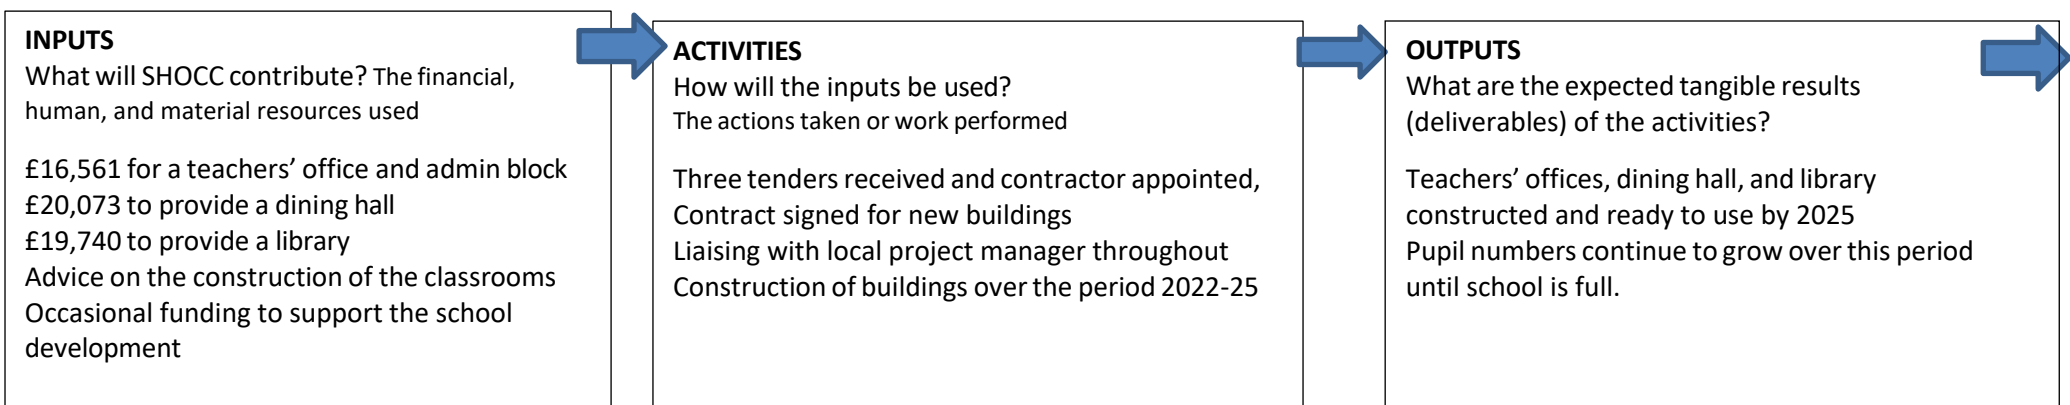 INPUTS
What will SHOCC contribute? The financial,
human, and material resources used
£16,561 for a teachers’ office and admin block
£20,073 to provide a dining hall
£19,740 to provide a library
Advice on the construction of the classrooms
Occasional funding to support the school
development
ACTIVITIES
How will the inputs be used?
The actions taken or work performed
Three tenders received and contractor appointed,
Contract signed for new buildings
Liaising with local project manager throughout
Construction of buildings over the period 2022-25
OUTPUTS
What are the expected tangible results
(deliverables) of the activities?
Teachers’ offices, dining hall, and library
constructed and ready to use by 2025
Pupil numbers continue to grow over this period
until school is full.